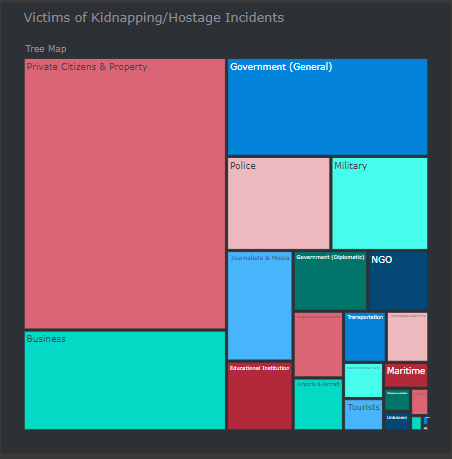 Victims of Kidnapping/Hostage Incidents
Tree Map
Private Citizens & Property
Government (General)
Police
Military
Journalists & Media
Government (Diplomatic)
NGO
Transportation
Business
Educational Institution
Maritime
Airports & Aircraft
Tourists
Unknown